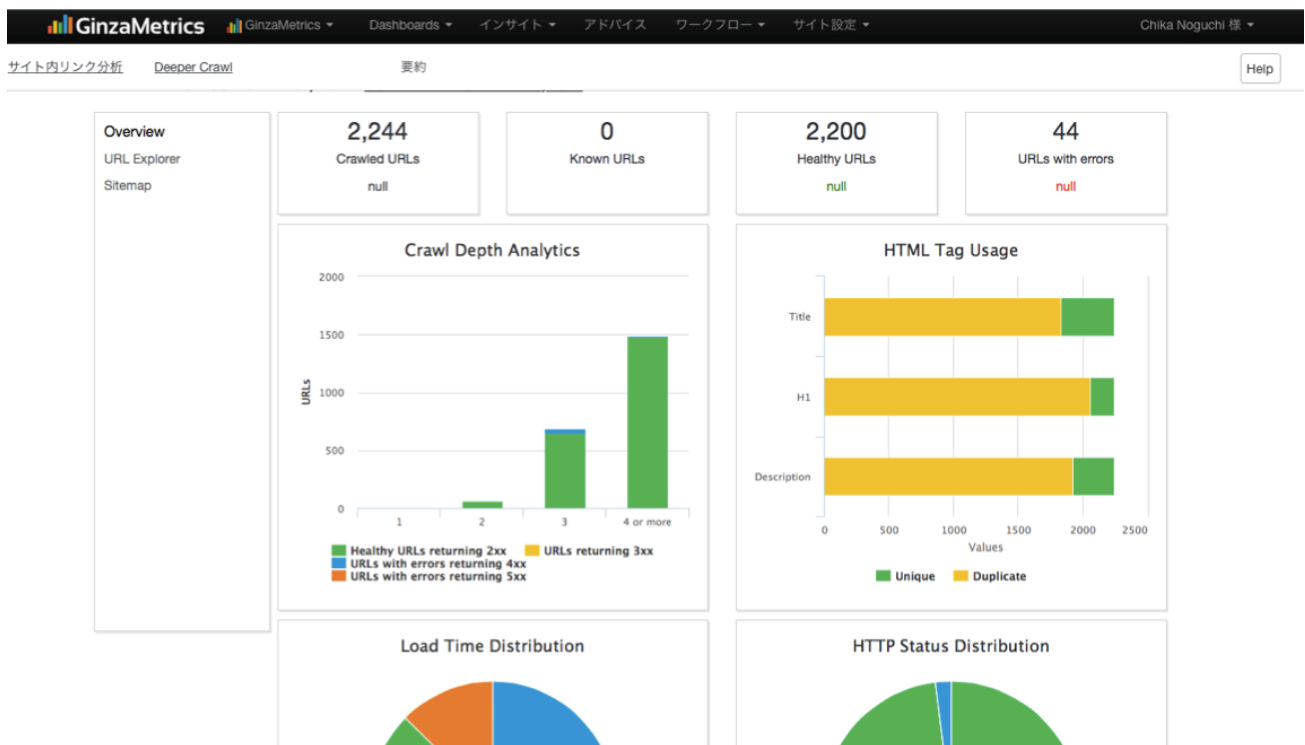 GinzaMetrics GinzaMetrics Dashboards インサイト アドバイス ワークフロー サイト設定 Chika Noguchi 様
サイト内リンク分析 Deeper Crawl 要約 Help
Overview
URL Explorer
Sitemap
2,244
Crawled URLs
null
0
Known URLs
2,200
Healthy URLs
null
44
URLs with errors
null
Crawl Depth Analytics
2000
1500
1000
500
0
URLs
1 2 3 4 or more
Healthy URLs returning 2xx URLs returning 3xx
URLs with errors returning 4xx
URLs with errors returning 5xx
HTML Tag Usage
Title
H1
Description
0 500 1000 1500 2000 2500
Values
Unique Duplicate
Load Time Distribution
HTTP Status Distribution